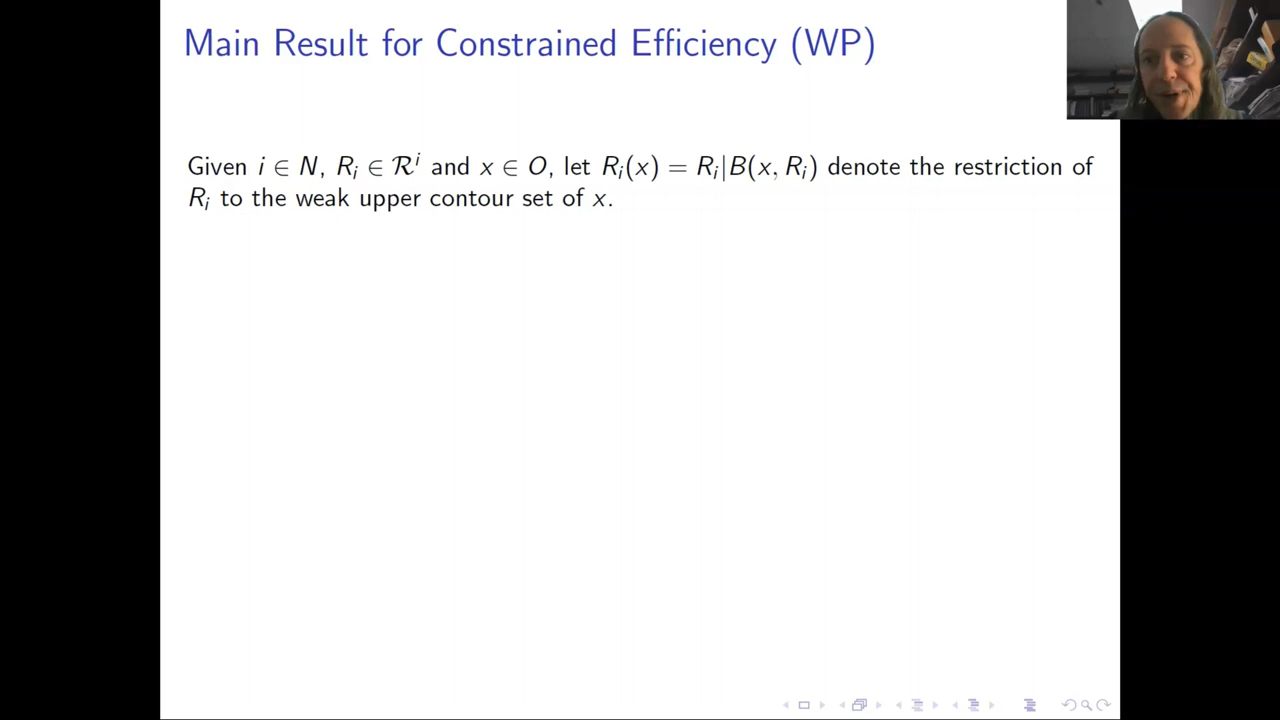 Main Result for Constrained Efficiency (WP)
Given i ∈ N, R_i ∈ ℛ^i and x ∈ O, let R_i(x) = R_i|B(x, R_i) denote the restriction of
R_i to the weak upper contour set of x.